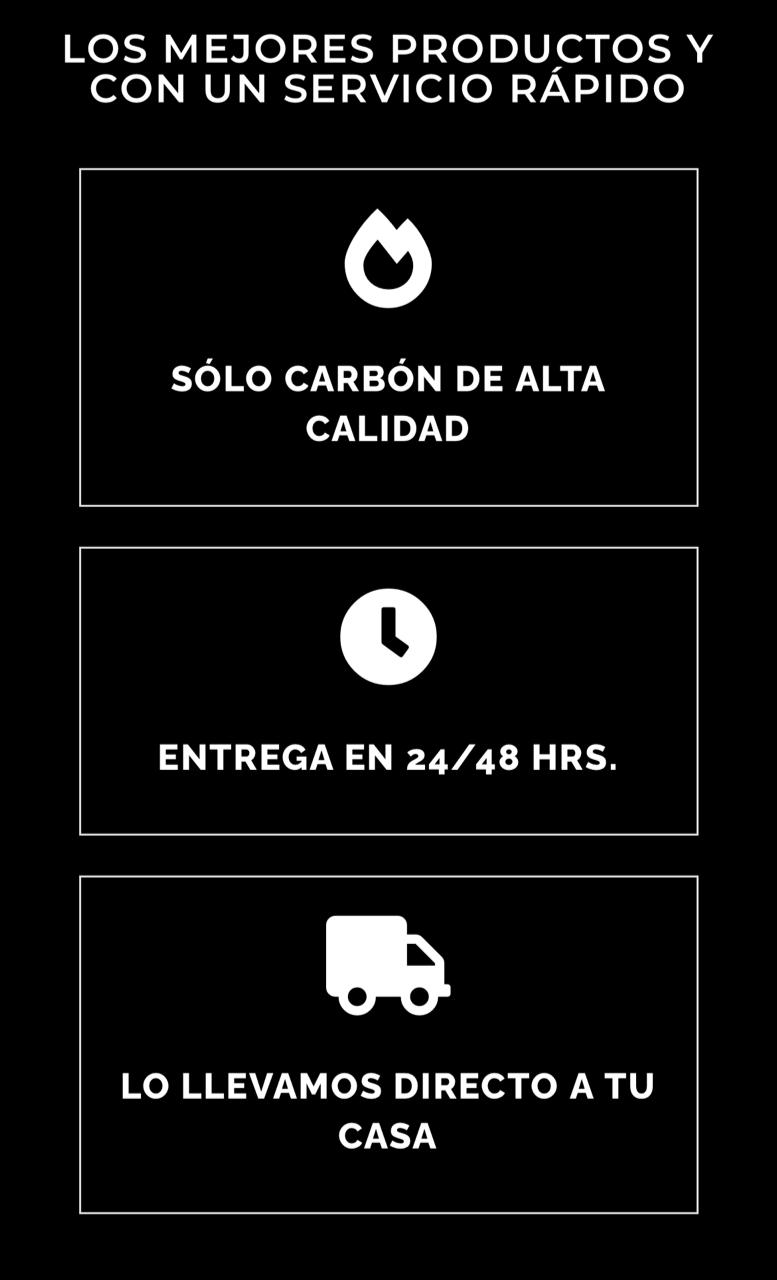 LOS MEJORES PRODUCTOS Y
CON UN SERVICIO RÁPIDO
SÓLO CARBÓN DE ALTA
CALIDAD
ENTREGA EN 24/48 HRS.
LO LLEVAMOS DIRECTO A TU
CASA